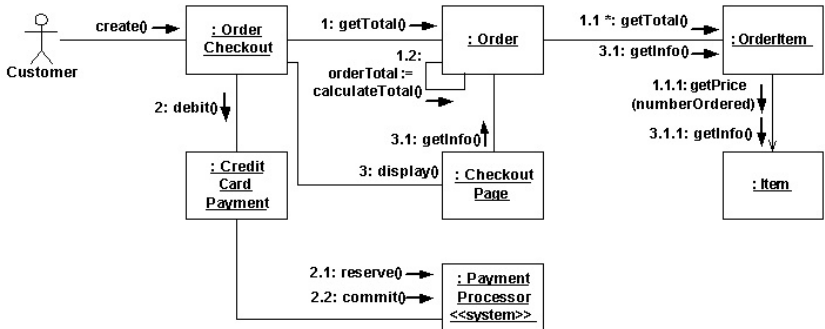 create()
Customer
: Order
Checkout
1: getTotal()
1.2:
orderTotal :=
calculateTotal()
: Order
1.1 *: getTotal()
3.1: getInfo()
: OrderItem
1.1.1: getPrice
(numberOrdered)
3.1.1: getInfo()
2: debit()
3.1: getInfo()
3: display()
: Credit
Card
Payment
: Checkout
Page
: Item
2.1: reserve()
2.2: commit()
: Payment
Processor
<<system>>